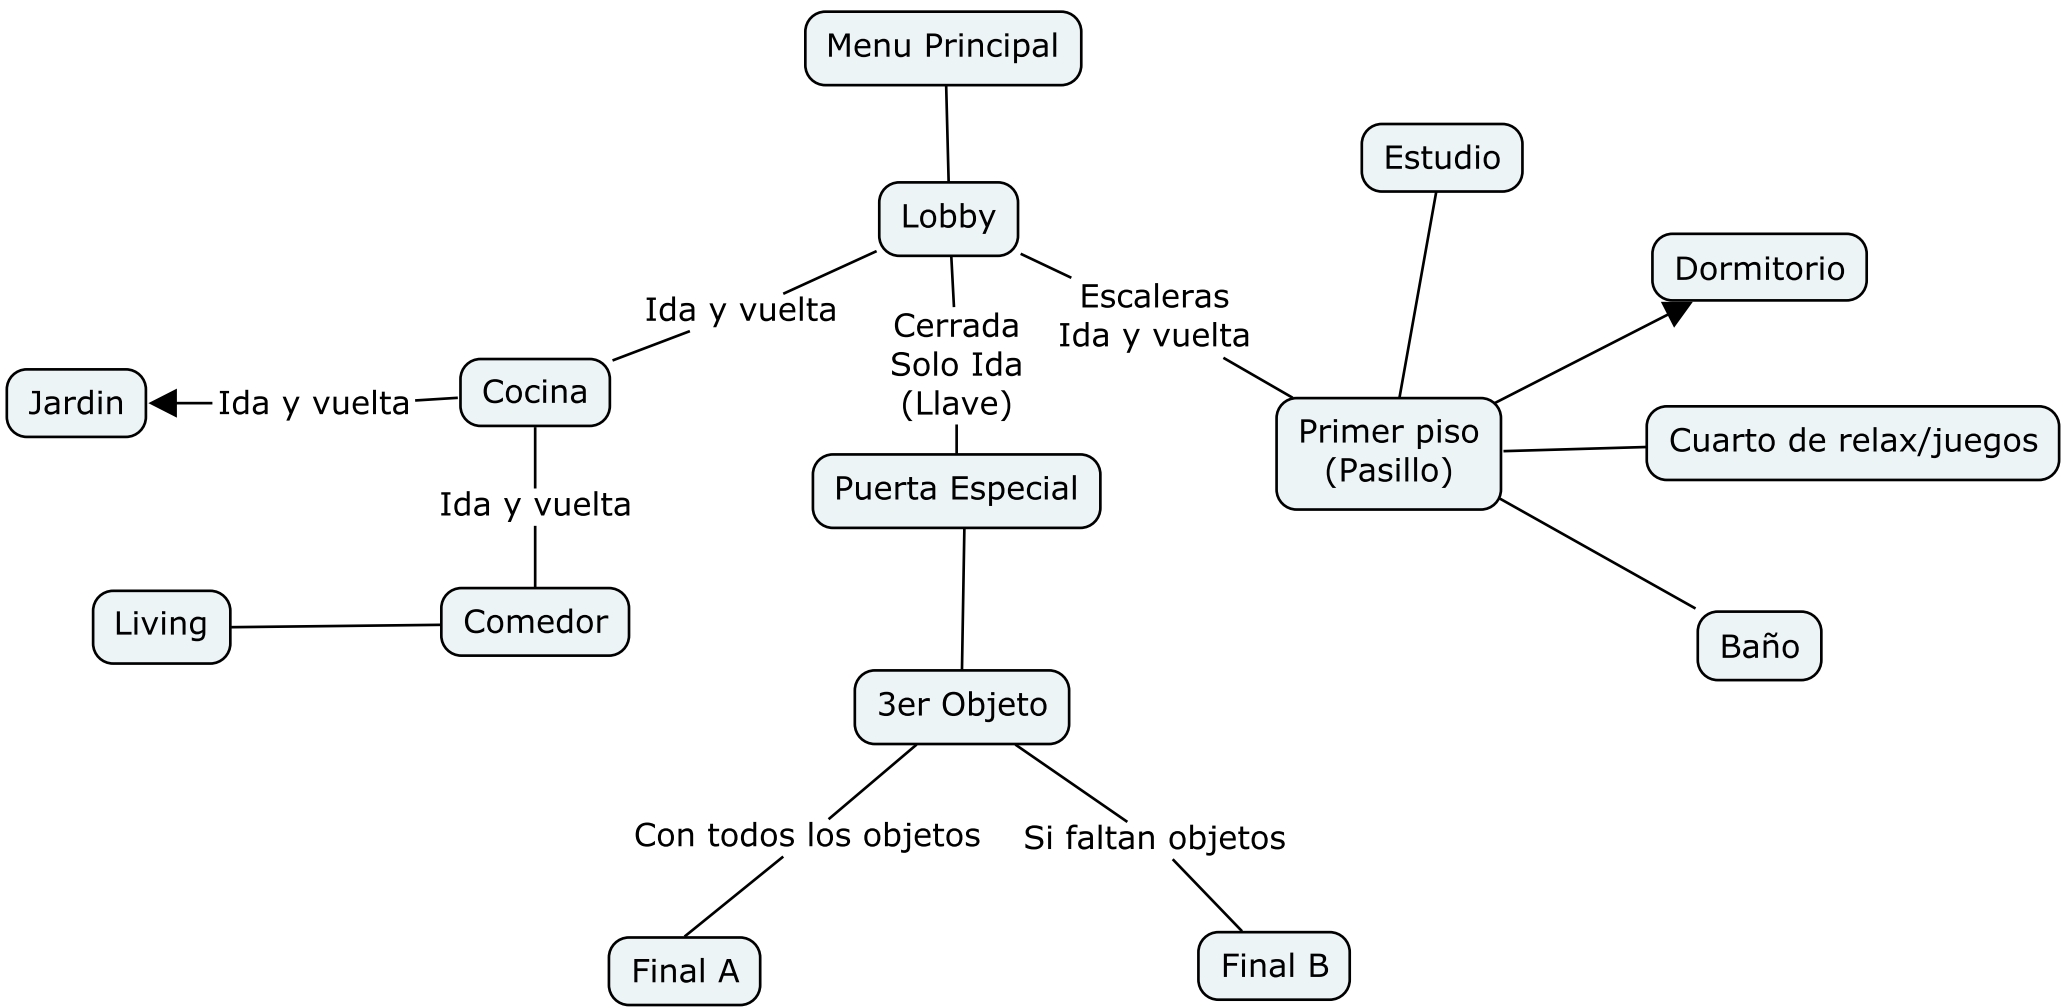 Menu Principal
Estudio
Lobby
Dormitorio
Ida y vuelta
Escaleras
Ida y vuelta
Cerrada
Solo Ida
(Llave)
Jardin
Ida y vuelta
Cocina
Primer piso
(Pasillo)
Cuarto de relax/juegos
Puerta Especial
Ida y vuelta
Living
Comedor
Baño
3er Objeto
Con todos los objetos
Si faltan objetos
Final A
Final B